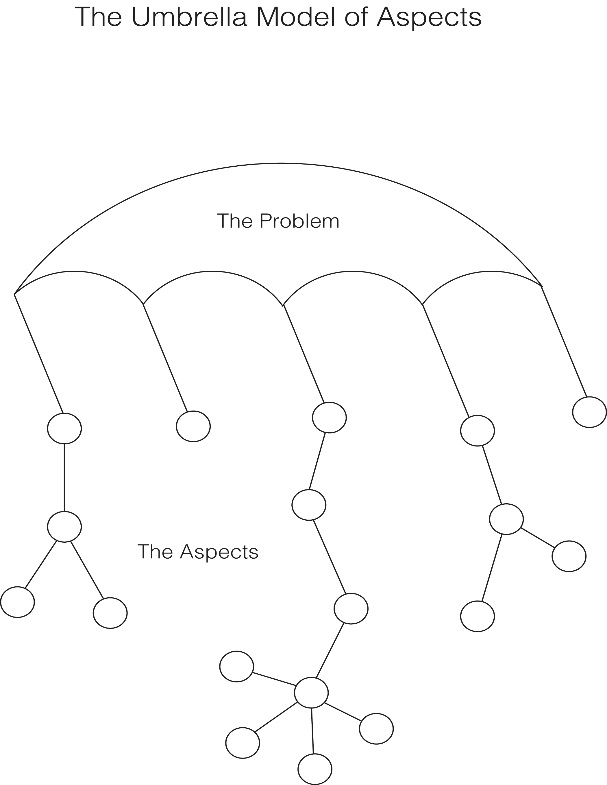 The Umbrella Model of Aspects
The Problem
The Aspects